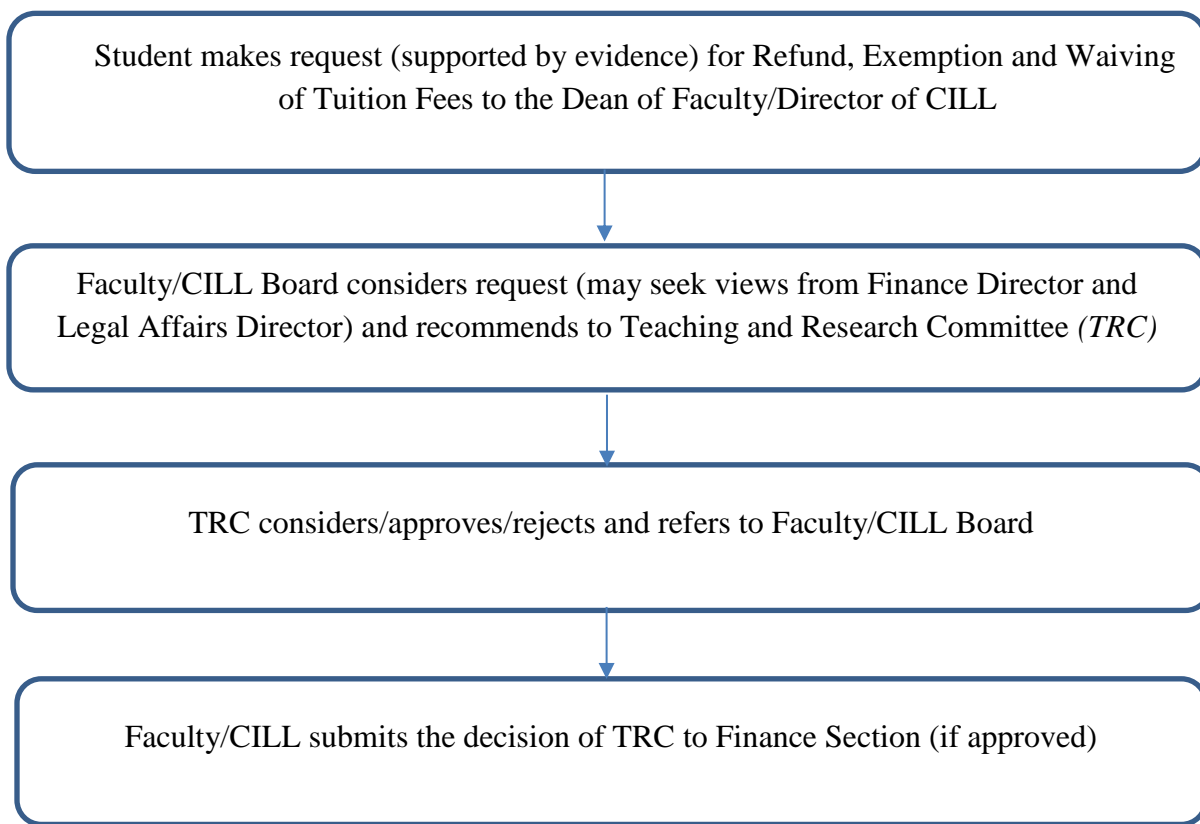 Student makes request (supported by evidence) for Refund, Exemption and Waiving
of Tuition Fees to the Dean of Faculty/Director of CILL
Faculty/CILL Board considers request (may seek views from Finance Director and
Legal Affairs Director) and recommends to Teaching and Research Committee (TRC)
TRC considers/approves/rejects and refers to Faculty/CILL Board
Faculty/CILL submits the decision of TRC to Finance Section (if approved)